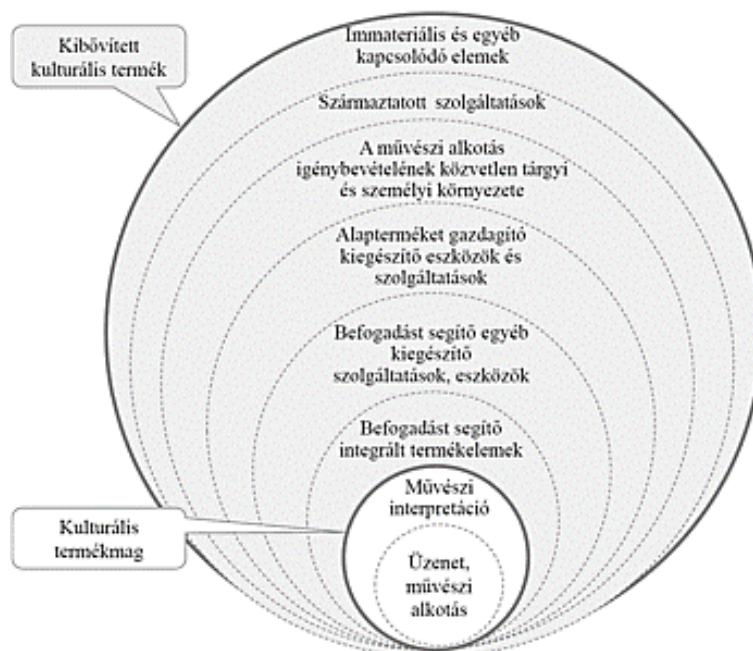 Kibővített
kulturális termék
Immateriális és egyéb
kapcsolódó elemek
Származtatott szolgáltatások
A művészi alkotás
igénybevételének közvetlen tárgyi
és személyi környezete
Alapterméket gazdagító
kiegészítő eszközök és
szolgáltatások
Befogadást segítő egyéb
kiegészítő
szolgáltatások, eszközök
Befogadást segítő
integrált termékelemek
Művészi
interpretáció
Kulturális
termékmag
Üzenet,
művészi
alkotás